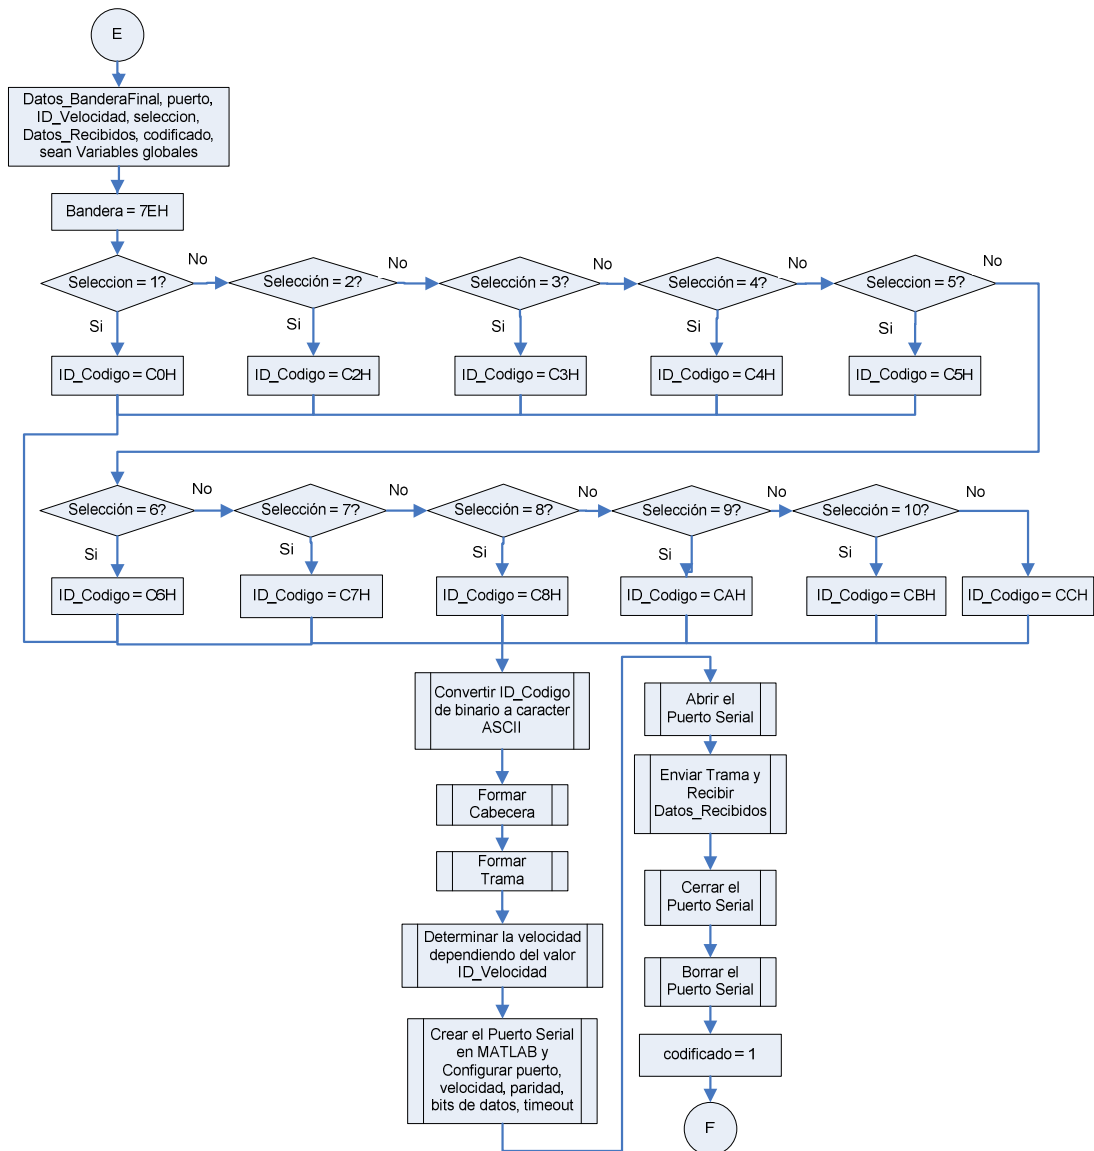 E
Datos_BanderaFinal, puerto,
ID_Velocidad, seleccion,
Datos_Recibidos, codificado,
sean Variables globales
Bandera = 7EH
Seleccion = 1?
No
Selección = 2?
No
Selección = 3?
No
Selección = 4?
No
Seleccion = 5?
No
Si
Si
Si
Si
Si
ID_Codigo = C0H
ID_Codigo = C2H
ID_Codigo = C3H
ID_Codigo = C4H
ID_Codigo = C5H
Selección = 6?
No
Selección = 7?
No
Selección = 8?
No
Selección = 9?
No
Selección = 10?
No
Si
Si
Si
Si
Si
ID_Codigo = C6H
ID_Codigo = C7H
ID_Codigo = C8H
ID_Codigo = CAH
ID_Codigo = CBH
ID_Codigo = CCH
Convertir ID_Codigo
de binario a caracter
ASCII
Formar
Cabecera
Formar
Trama
Determinar la velocidad
dependiendo del valor
ID_Velocidad
Crear el Puerto Serial
en MATLAB y
Configurar puerto,
velocidad, paridad,
bits de datos, timeout
Abrir el
Puerto Serial
Enviar Trama y
Recibir
Datos_Recibidos
Cerrar el
Puerto Serial
Borrar el
Puerto Serial
codificado = 1
F